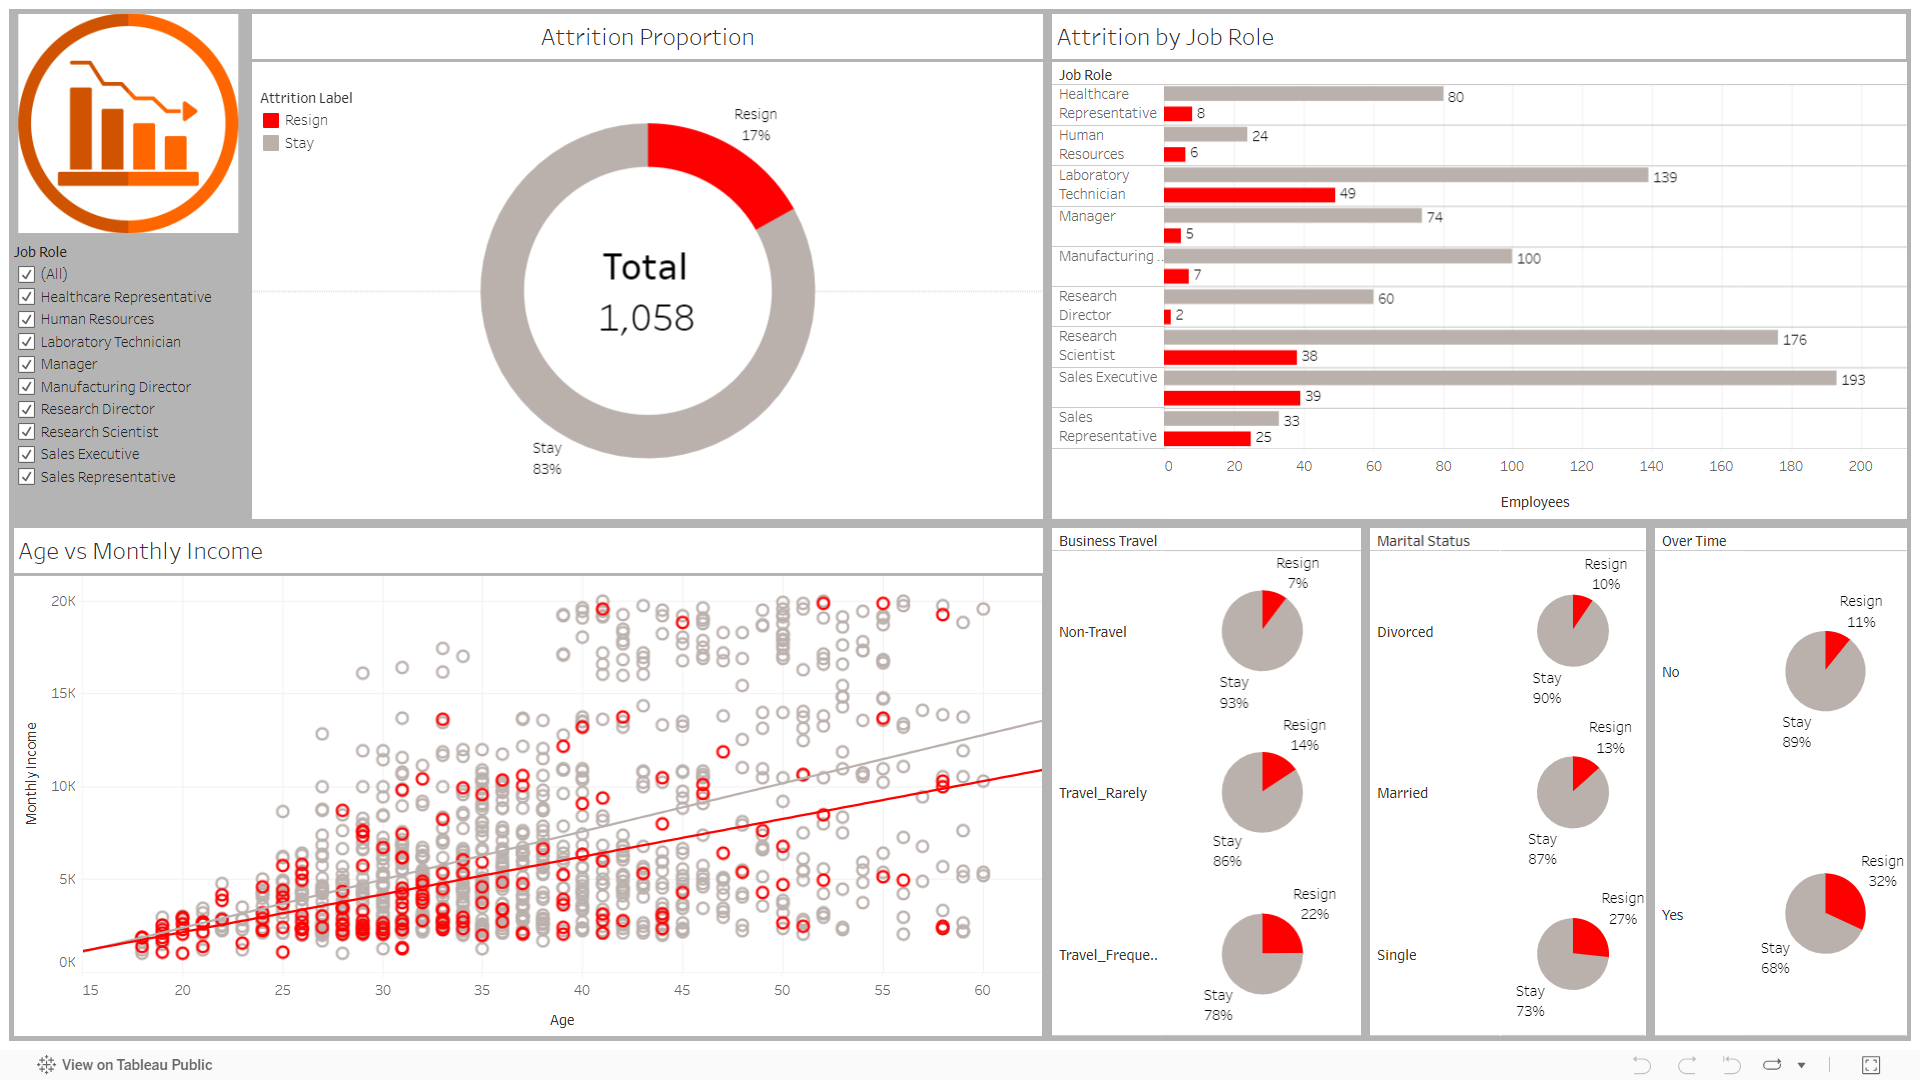 Attrition Proportion
Attrition by Job Role
Job Role
(All)
Healthcare Representative
Human Resources
Laboratory Technician
Manager
Manufacturing Director
Research Director
Research Scientist
Sales Executive
Sales Representative
Attrition Label
Resign
Stay
Resign
17%
Total
1,058
Stay
83%
Job Role
Healthcare
Representative
80
8
Human
Resources
24
6
Laboratory
Technician
139
49
Manager
74
5
Manufacturing ..
100
7
Research
Director
60
2
Research
Scientist
176
38
Sales Executive
193
39
Sales
Representative
33
25
0 20 40 60 80 100 120 140 160 180 200
Employees
Age vs Monthly Income
Monthly Income
20K
15K
10K
5K
0K
15 20 25 30 35 40 45 50 55 60
Age
Business Travel
Non-Travel
Resign
7%
Stay
93%
Travel_Rarely
Resign
14%
Stay
86%
Travel_Freque..
Resign
22%
Stay
78%
Marital Status
Divorced
Resign
10%
Stay
90%
Married
Resign
13%
Stay
87%
Single
Resign
27%
Stay
73%
Over Time
No
Resign
11%
Stay
89%
Yes
Resign
32%
Stay
68%
View on Tableau Public